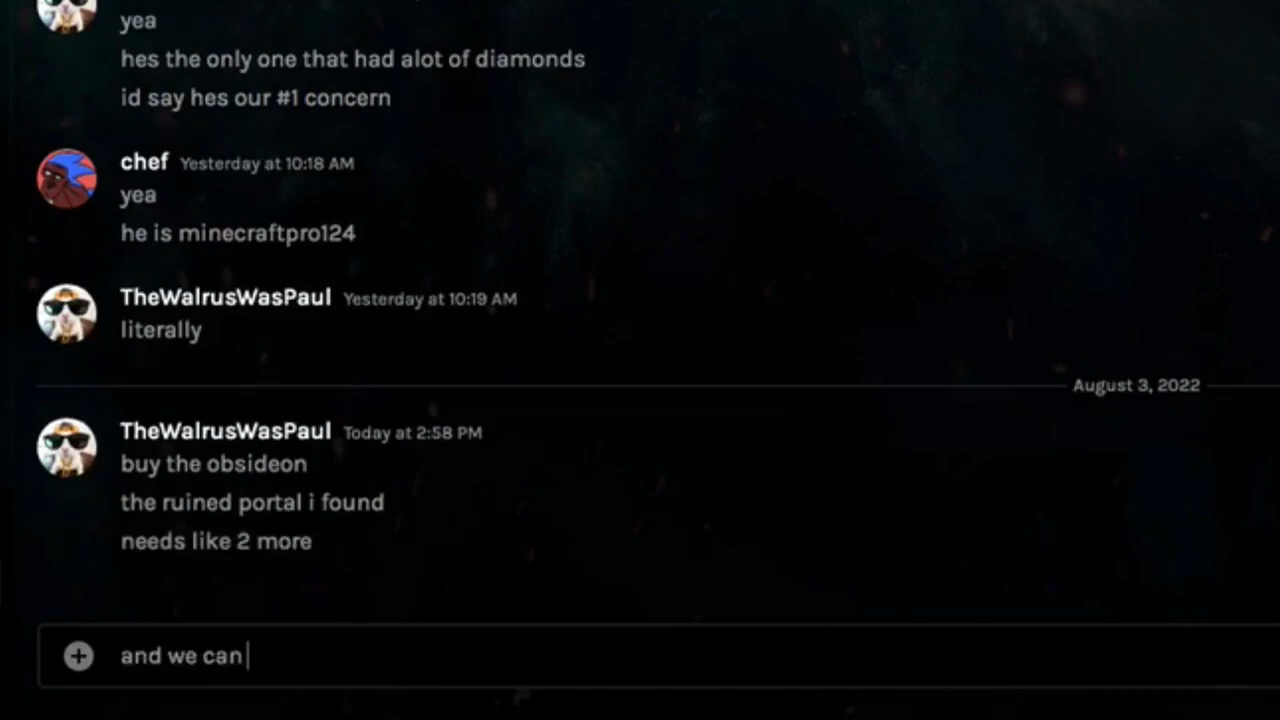 yea
hes the only one that had alot of diamonds
id say hes our #1 concern
chef Yesterday at 10:18 AM
yea
he is minecraftpro124
TheWalrusWasPaul Yesterday at 10:19 AM
literally
August 3, 2022
TheWalrusWasPaul Today at 2:58 PM
buy the obsideon
the ruined portal i found
needs like 2 more
and we can